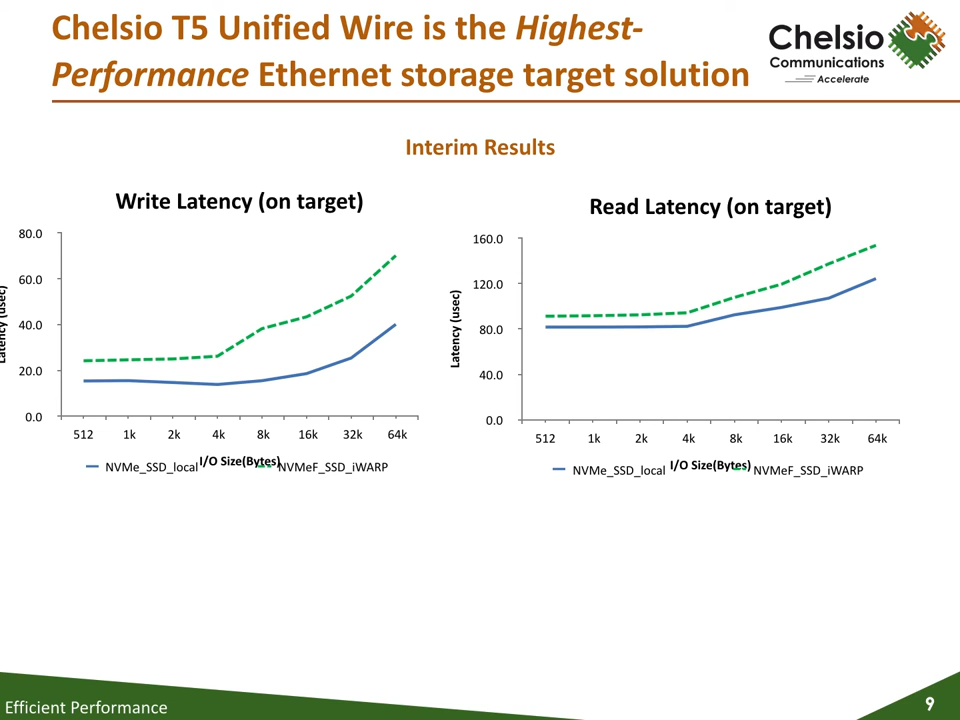 Chelsio T5 Unified Wire is the Highest-
Performance Ethernet storage target solution
Chelsio
Communications
Accelerate
Interim Results
Write Latency (on target)
80.0
60.0
40.0
20.0
0.0
Latency (usec)
512 1k 2k 4k 8k 16k 32k 64k
I/O Size(Bytes)
NVMe_SSD_local NVMeF_SSD_iWARP
Read Latency (on target)
160.0
120.0
80.0
40.0
0.0
Latency (usec)
512 1k 2k 4k 8k 16k 32k 64k
I/O Size(Bytes)
NVMe_SSD_local NVMeF_SSD_iWARP
Efficient Performance
9